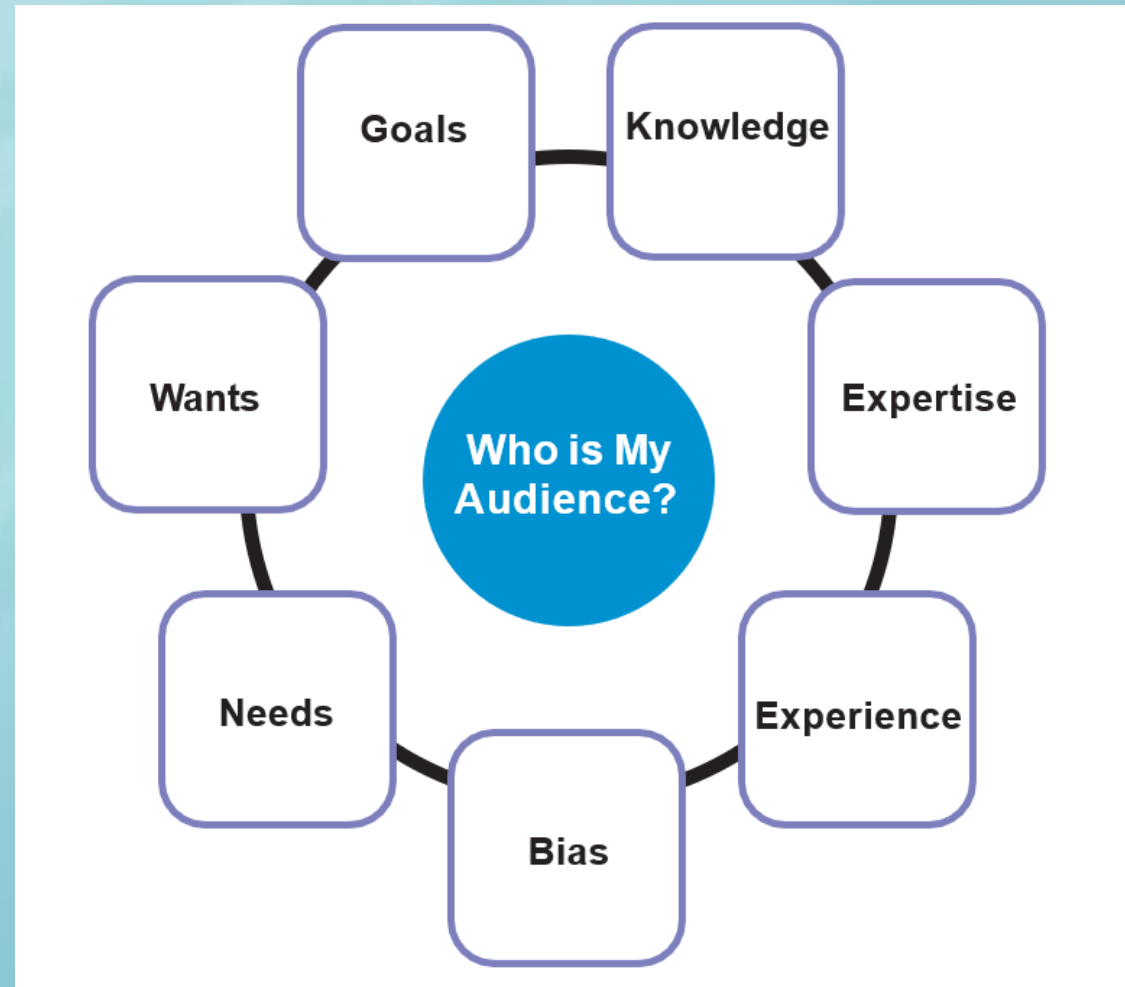 Goals
Knowledge
Wants
Who is My
Audience?
Expertise
Needs
Experience
Bias